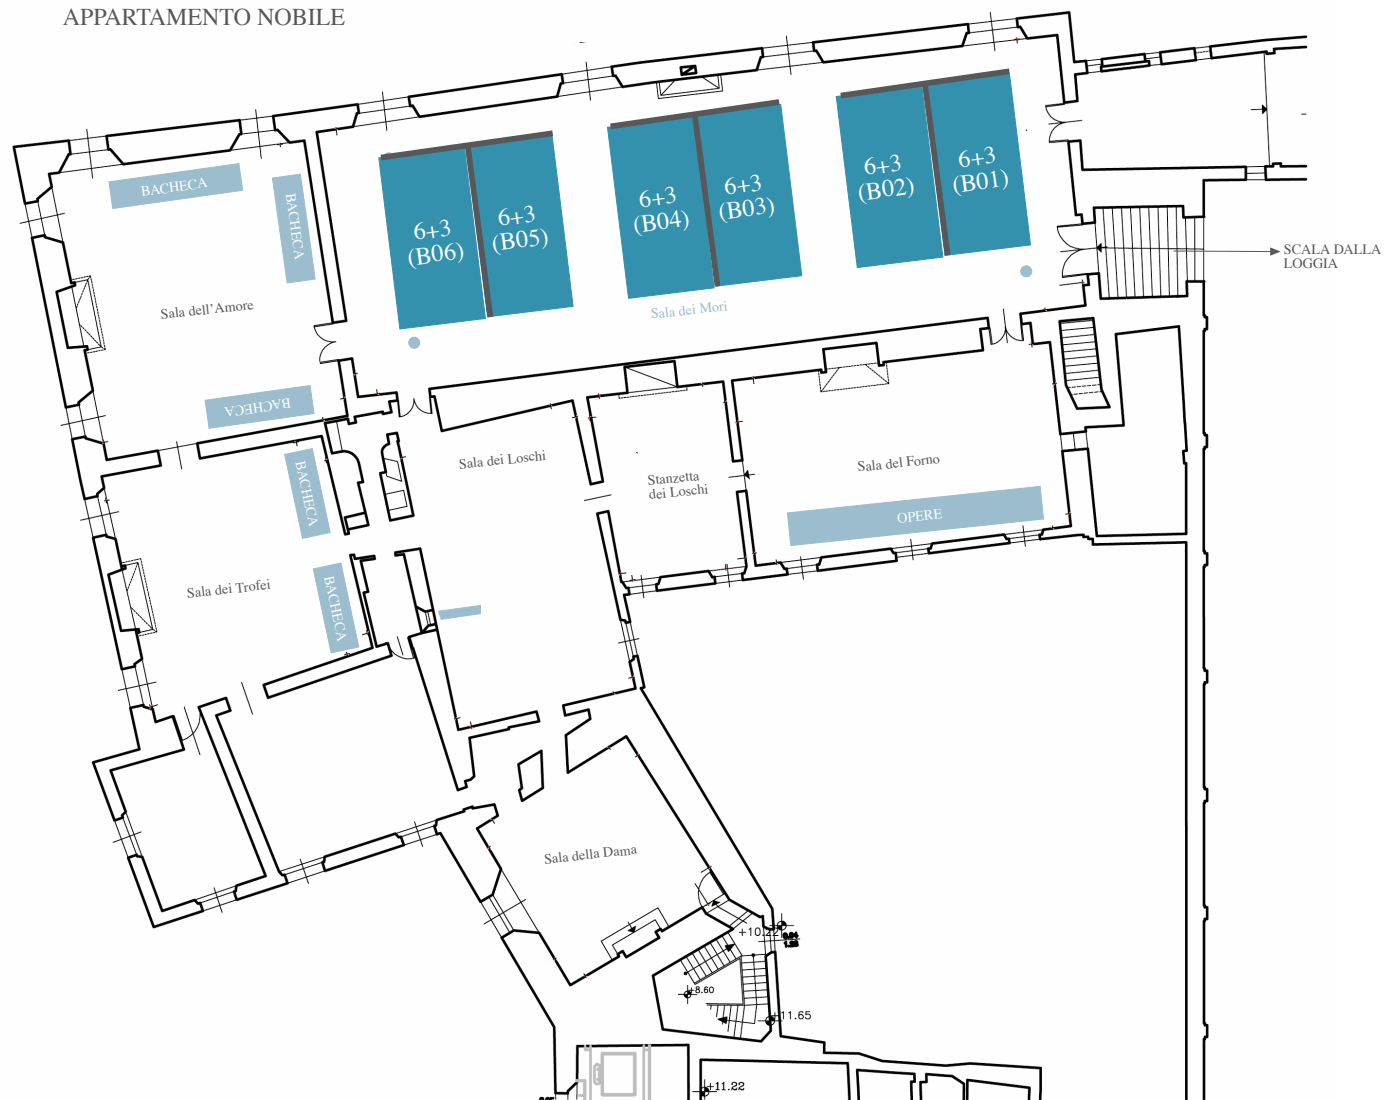 APPARTAMENTO NOBILE
BACHECA
BACHECA
6+3
(B06)
6+3
(B05)
6+3
(B04)
6+3
(B03)
6+3
(B02)
6+3
(B01)
SCALA DALLA
LOGGIA
Sala dell'Amore
Sala dei Mori
BACHECA
BACHECA
Sala dei Loschi
Stanzetta
dei Loschi
Sala del Forno
OPERE
Sala dei Trofei
BACHECA
Sala della Dama
+10.22
+8.60
+11.65
+11.22